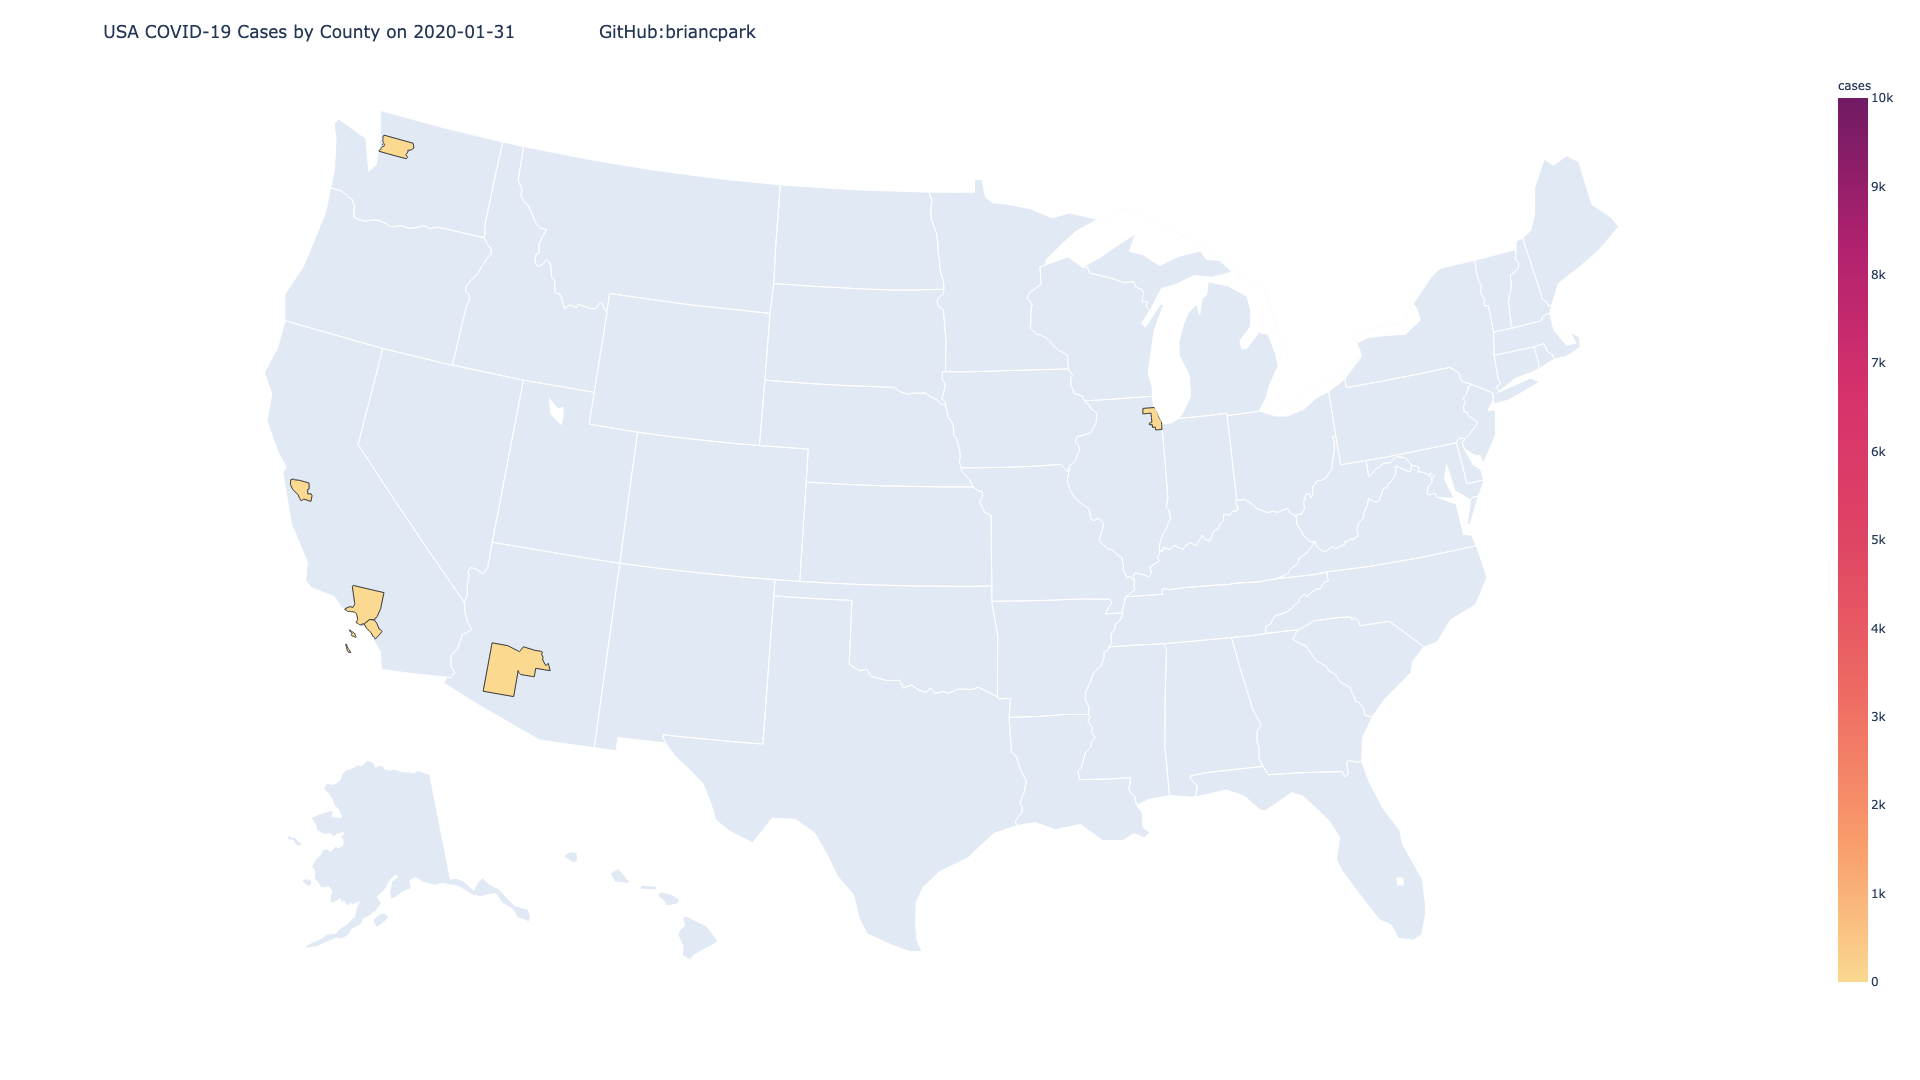 USA COVID-19 Cases by County on 2020-01-31 GitHub:briancpark
cases
10k
9k
8k
7k
6k
5k
4k
3k
2k
1k
0